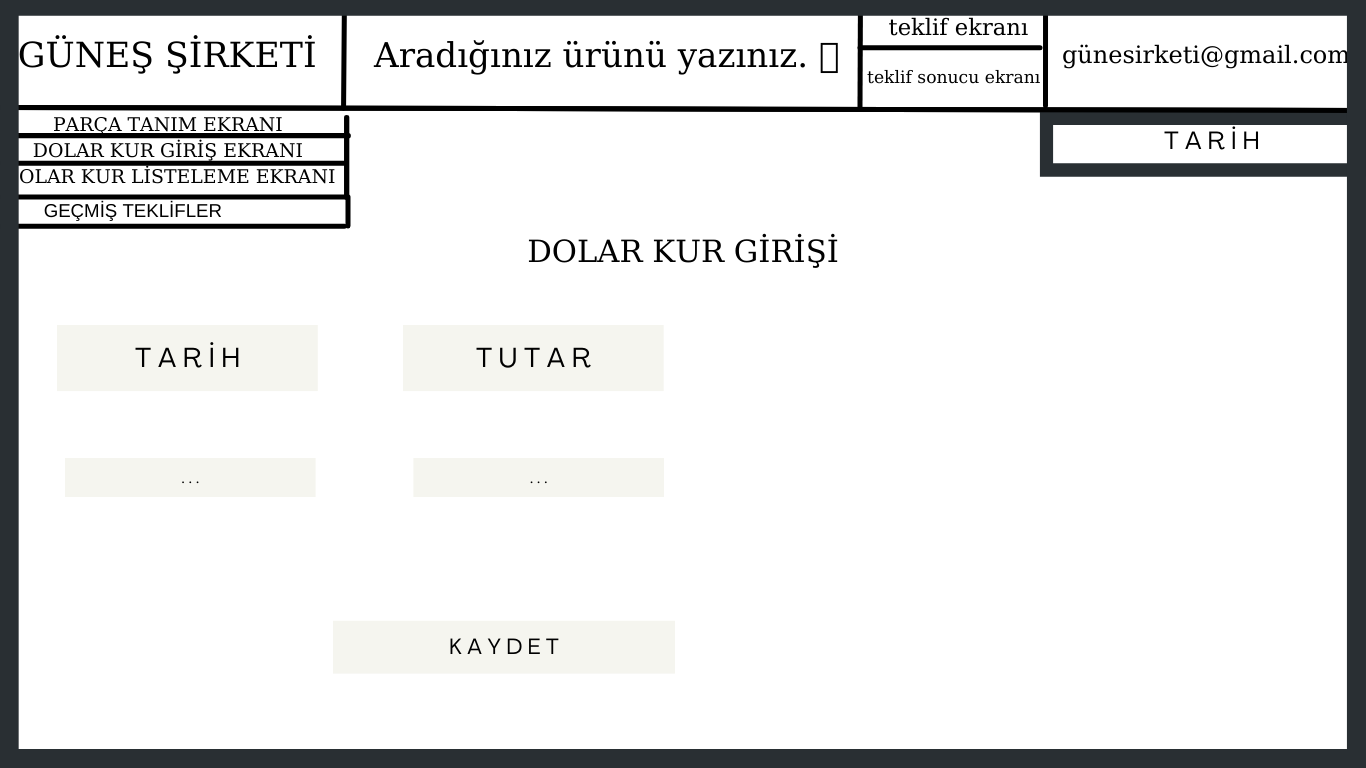 GÜNEŞ ŞİRKETİ
Aradığınız ürünü yazınız.
teklif ekranı
teklif sonucu ekranı
günesirketi@gmail.com
PARÇA TANIM EKRANI
DOLAR KUR GİRİŞ EKRANI
OLAR KUR LİSTELEME EKRANI
GEÇMİŞ TEKLİFLER
TARİH
DOLAR KUR GİRİŞİ
TARİH
TUTAR
...
...
KAYDET